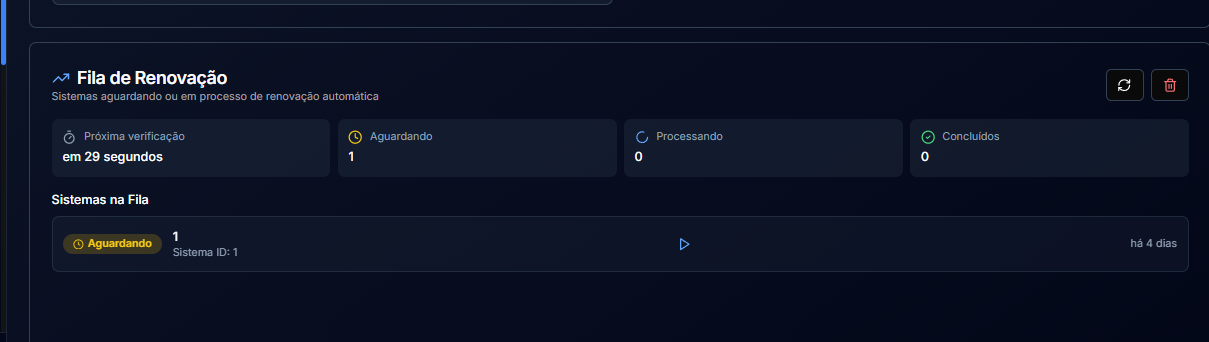 Fila de Renovação
Sistemas aguardando ou em processo de renovação automática
Próxima verificação
em 29 segundos
Aguardando
1
Processando
0
Concluídos
0
Sistemas na Fila
Aguardando
1
Sistema ID: 1
há 4 dias